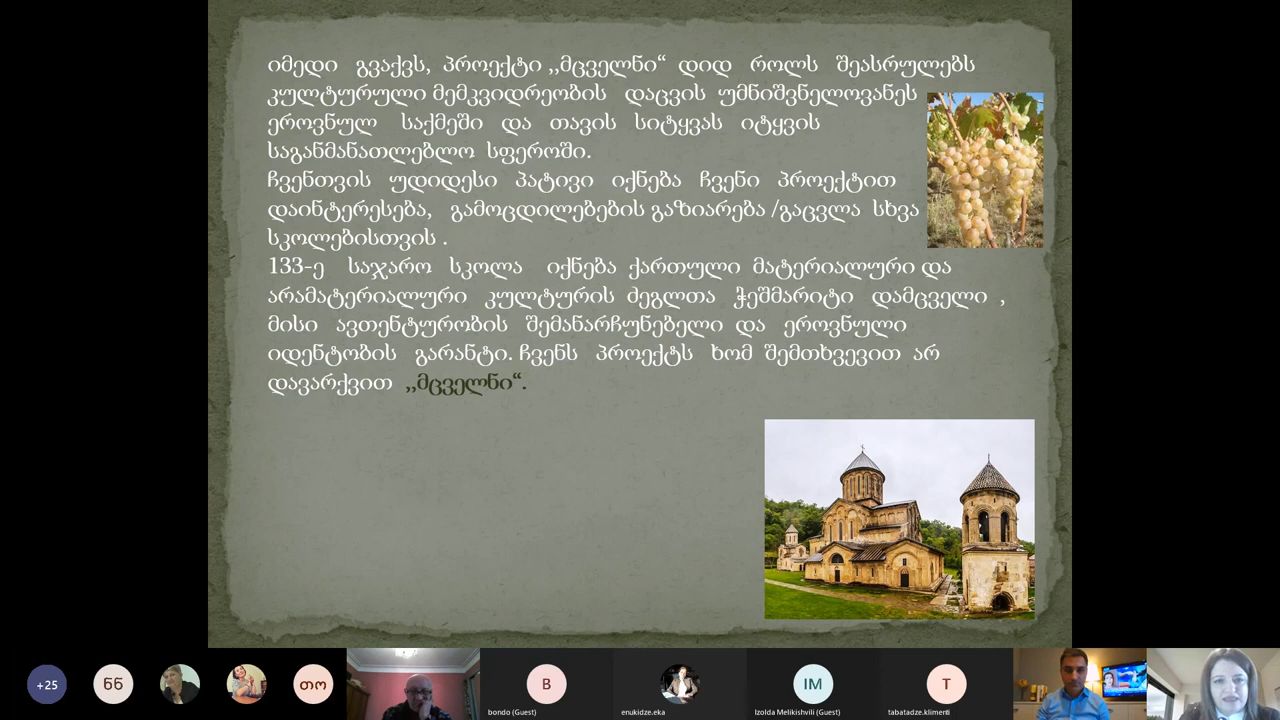 იმედი გვაქვს, პროექტი ,,მცველნი“ დიდ როლს შეასრულებს
კულტურული მემკვიდრეობის დაცვის უმნიშვნელოვანეს
ეროვნულ საქმეში და თავის სიტყვას იტყვის
საგანმანათლებლო სფეროში.
ჩვენთვის უდიდესი პატივი იქნება ჩვენი პროექტით
დაინტერესება, გამოცდილებების გაზიარება /გაცვლა სხვა
სკოლებისთვის .
133-ე საჯარო სკოლა იქნება ქართული მატერიალური და
არამატერიალური კულტურის ძეგლთა ჭეშმარიტი დამცველი ,
მისი ავთენტურობის შემანარჩუნებელი და ეროვნული
იდენტობის გარანტი. ჩვენს პროექტს ხომ შემთხვევით არ
დავარქვით ,,მცველნი“.
+25
ნნ
თო
B
IM
T
bondo (Guest)
enukidze.eka
Izolda Melikishvili (Guest)
tabatadze.klimenti